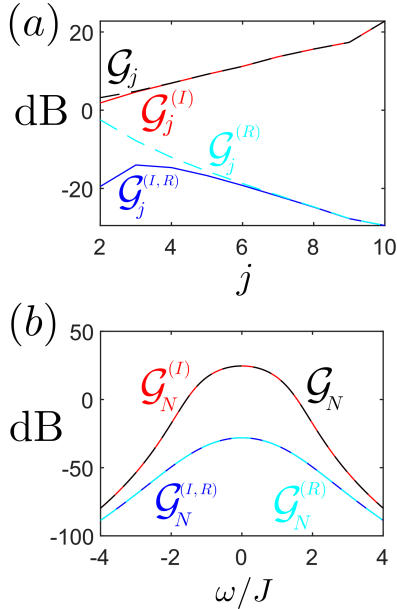 (a)
20
0
-20
dB
𝒢_j
𝒢_j^(I)
𝒢_j^(R)
𝒢_j^(I,R)
2 4 6 8 10
j
(b)
50
0
-50
-100
dB
𝒢_N^(I)
𝒢_N
𝒢_N^(I,R)
𝒢_N^(R)
-4 -2 0 2 4
ω/J